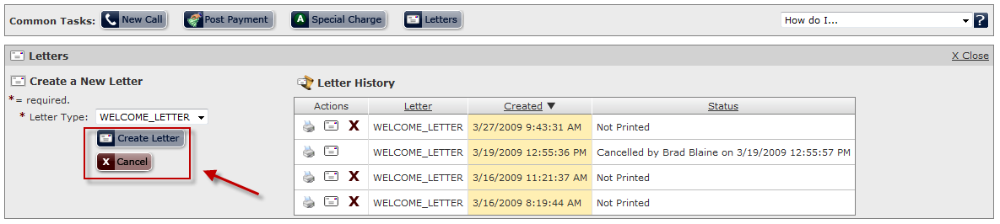 Common Tasks: New Call Post Payment A Special Charge Letters How do I... ?
Letters X Close
Create a New Letter
*= required.
* Letter Type: WELCOME_LETTER
Create Letter
X Cancel
Letter History
Actions Letter Created ▼ Status
X WELCOME_LETTER 3/27/2009 9:43:31 AM Not Printed
WELCOME_LETTER 3/19/2009 12:55:36 PM Cancelled by Brad Blaine on 3/19/2009 12:55:57 PM
X WELCOME_LETTER 3/16/2009 11:21:37 AM Not Printed
X WELCOME_LETTER 3/16/2009 8:19:44 AM Not Printed